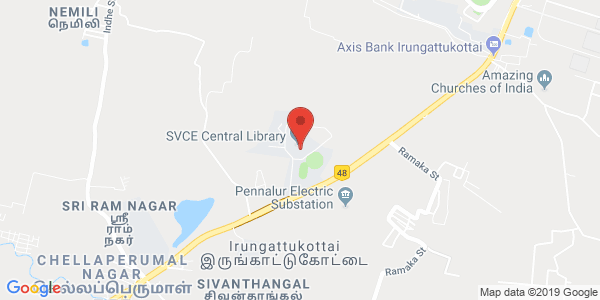 NEMILI
நெமிலி
Indhe S
Axis Bank Irungattukottai
Amazing
Churches of India
SVCE Central Library
Ramaka St
48
Pennalur Electric
Substation
SRI RAM NAGAR
ஸ்ரீ
ராம்
நகர்
Irungattukottai
இருங்காட்டுகோட்டை
Ramaka St
CHELLAPERUMAL
NAGAR
செல்லப்பெருமாள்
SIVANTHANGAL
சிவன்தாங்கல்
Google
Map data ©2019 Google